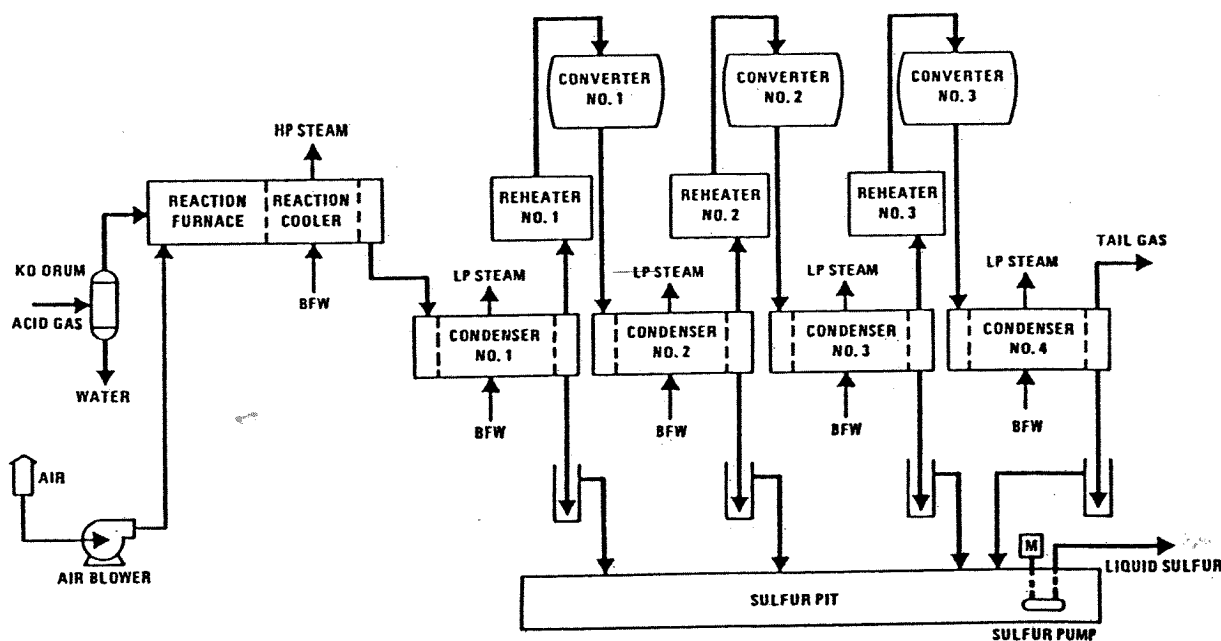 CONVERTER
NO. 1
CONVERTER
NO. 2
CONVERTER
NO. 3
HP STEAM
REACTION
FURNACE
REACTION
COOLER
REHEATER
NO. 1
REHEATER
NO. 2
REHEATER
NO. 3
TAIL GAS
KO DRUM
ACID GAS
BFW
LP STEAM
LP STEAM
LP STEAM
LP STEAM
CONDENSER
NO. 1
CONDENSER
NO. 2
CONDENSER
NO. 3
CONDENSER
NO. 4
WATER
BFW
BFW
BFW
BFW
AIR
AIR BLOWER
M
LIQUID SULFUR
SULFUR PIT
SULFUR PUMP